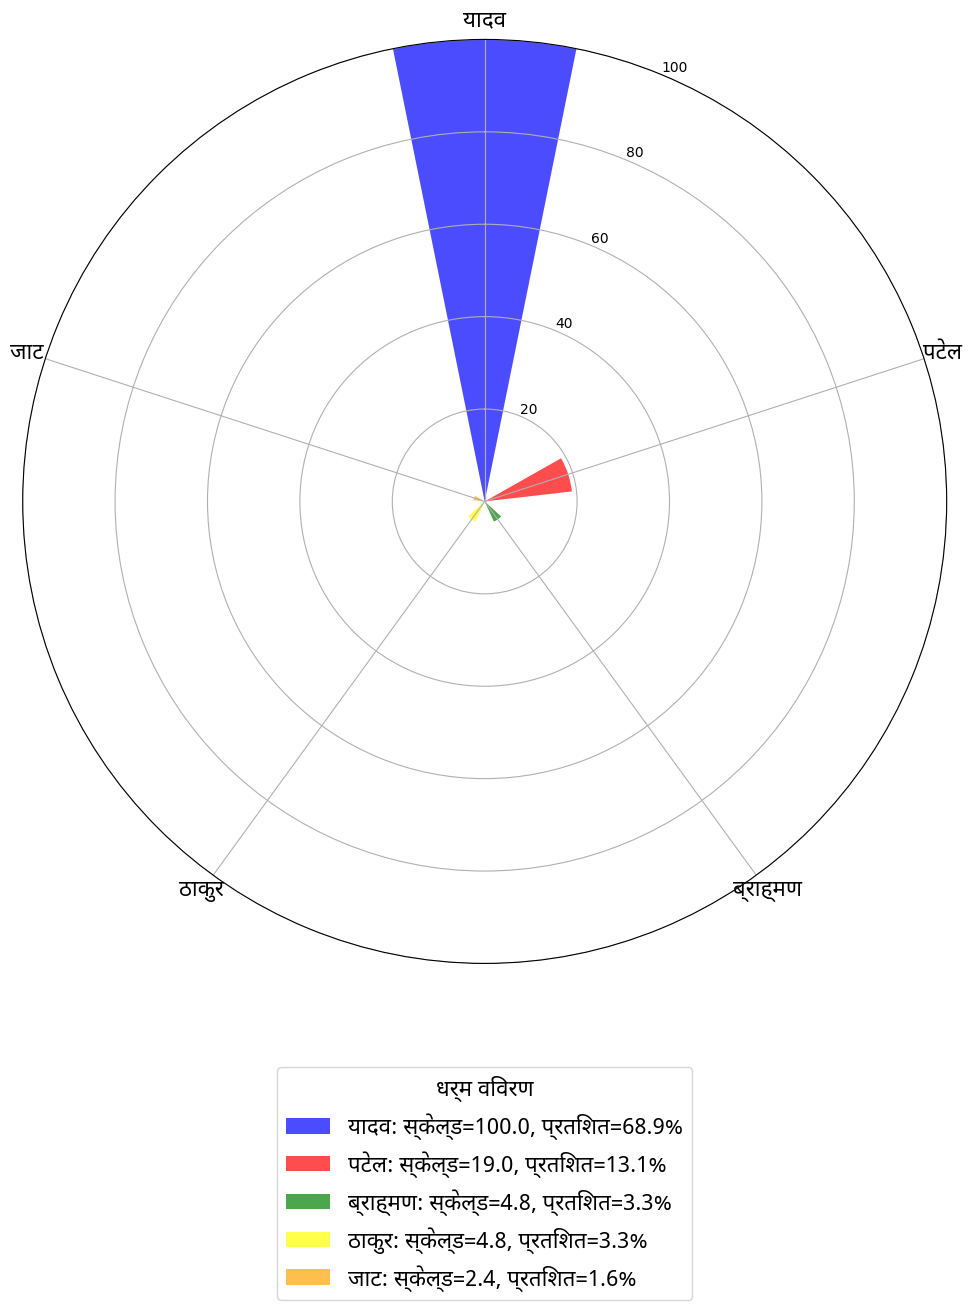 यादव
100
80
60
40
20
जाट
पटेल
ठाकुर
ब्राह्मण
धर्म विवरण
यादव: स्केल्ड=100.0, प्रतिशत=68.9%
पटेल: स्केल्ड=19.0, प्रतिशत=13.1%
ब्राह्मण: स्केल्ड=4.8, प्रतिशत=3.3%
ठाकुर: स्केल्ड=4.8, प्रतिशत=3.3%
जाट: स्केल्ड=2.4, प्रतिशत=1.6%